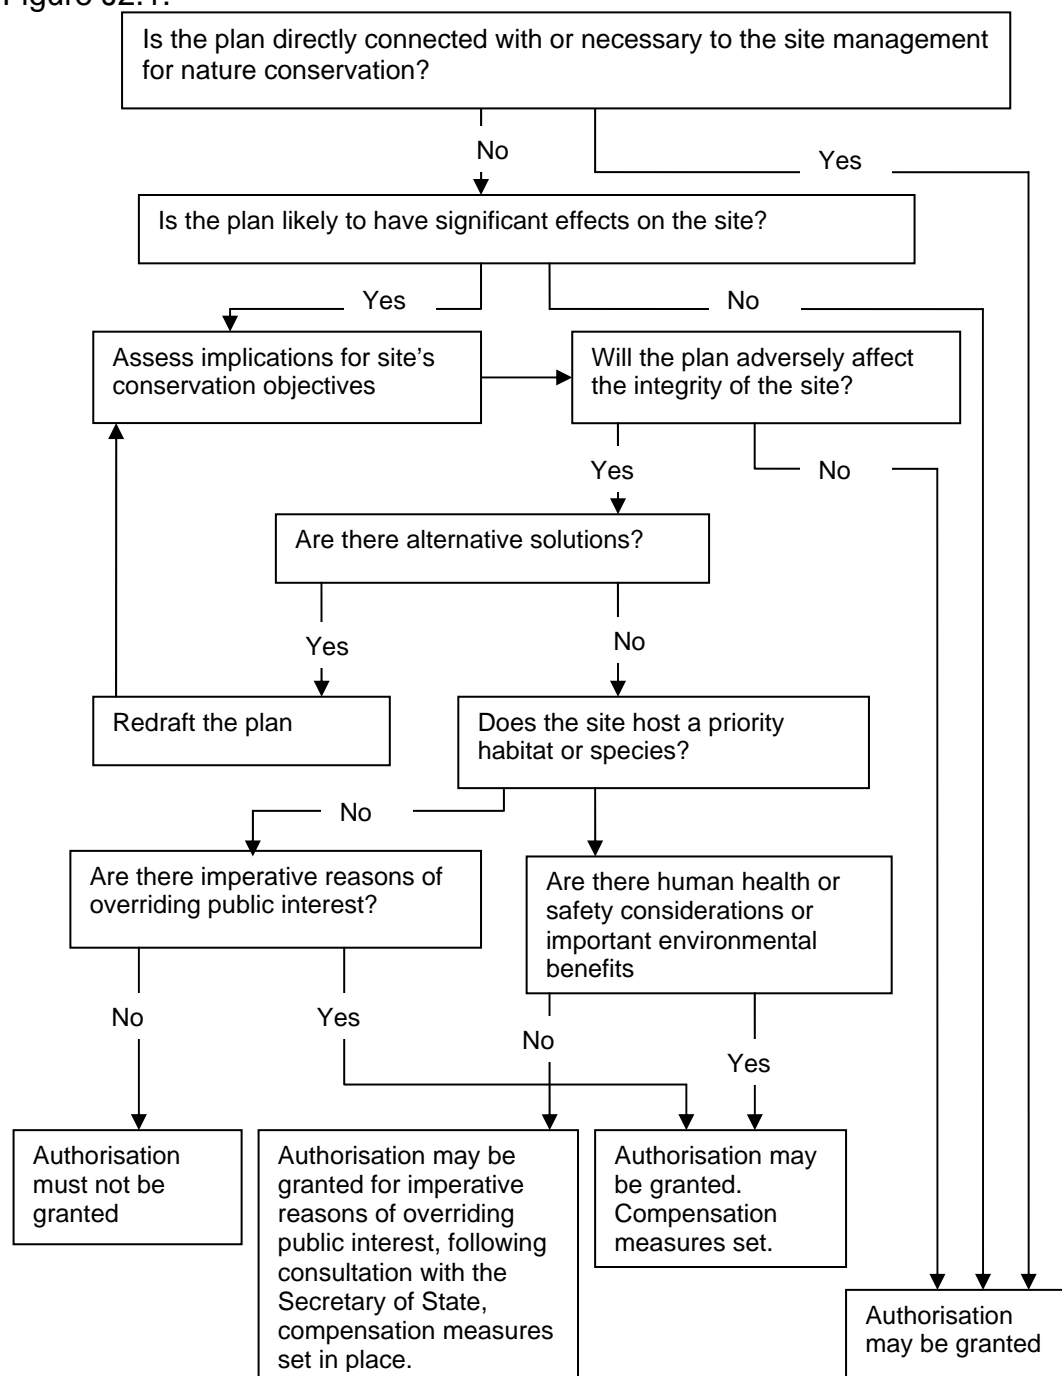 Is the plan directly connected with or necessary to the site management
for nature conservation?
No
Yes
Is the plan likely to have significant effects on the site?
Yes
No
Assess implications for site's
conservation objectives
Will the plan adversely affect
the integrity of the site?
Yes
No
Are there alternative solutions?
Yes
No
Redraft the plan
Does the site host a priority
habitat or species?
No
Are there imperative reasons of
overriding public interest?
Are there human health or
safety considerations or
important environmental
benefits
No
Yes
No
Yes
Authorisation
must not be
granted
Authorisation may be
granted for imperative
reasons of overriding
public interest, following
consultation with the
Secretary of State,
compensation measures
set in place.
Authorisation may
be granted.
Compensation
measures set.
Authorisation
may be granted